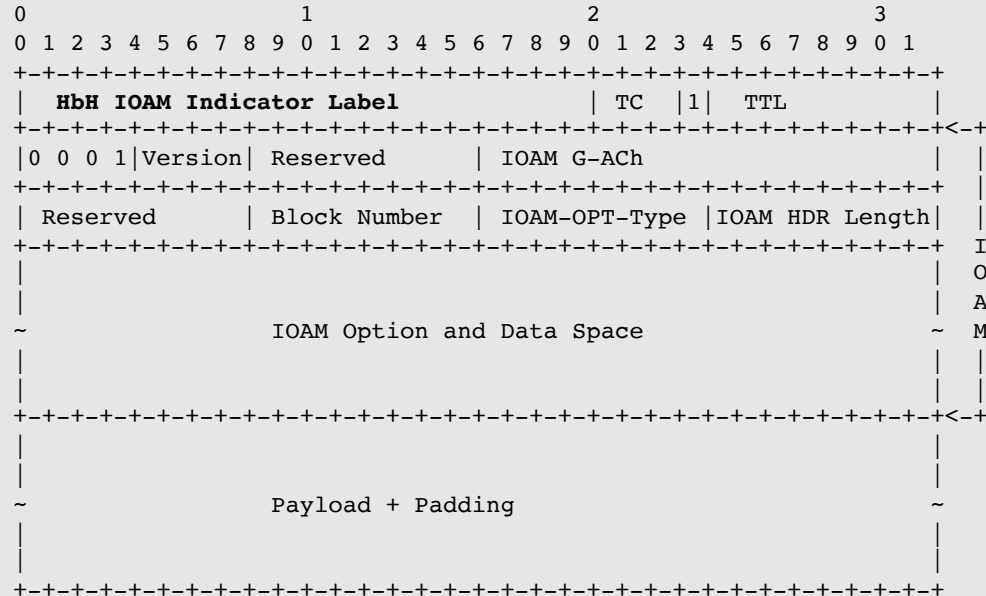 0                   1                   2                   3
0 1 2 3 4 5 6 7 8 9 0 1 2 3 4 5 6 7 8 9 0 1 2 3 4 5 6 7 8 9 0 1
+-+-+-+-+-+-+-+-+-+-+-+-+-+-+-+-+-+-+-+-+-+-+-+-+-+-+-+-+-+-+-+-+
|  HbH IOAM Indicator Label             | TC  |1|  TTL          |
+-+-+-+-+-+-+-+-+-+-+-+-+-+-+-+-+-+-+-+-+-+-+-+-+-+-+-+-+-+-+-+-+<-+
|0 0 0 1|Version| Reserved      | IOAM G-ACh                    |  |
+-+-+-+-+-+-+-+-+-+-+-+-+-+-+-+-+-+-+-+-+-+-+-+-+-+-+-+-+-+-+-+-+  |
| Reserved      | Block Number  | IOAM-OPT-Type |IOAM HDR Length|  |
+-+-+-+-+-+-+-+-+-+-+-+-+-+-+-+-+-+-+-+-+-+-+-+-+-+-+-+-+-+-+-+-+  I
|                                                               |  O
|                                                               |  A
~                 IOAM Option and Data Space                    ~  M
|                                                               |  |
|                                                               |  |
+-+-+-+-+-+-+-+-+-+-+-+-+-+-+-+-+-+-+-+-+-+-+-+-+-+-+-+-+-+-+-+-+<-+
|                                                               |
|                                                               |
~                 Payload + Padding                             ~
|                                                               |
|                                                               |
+-+-+-+-+-+-+-+-+-+-+-+-+-+-+-+-+-+-+-+-+-+-+-+-+-+-+-+-+-+-+-+-+